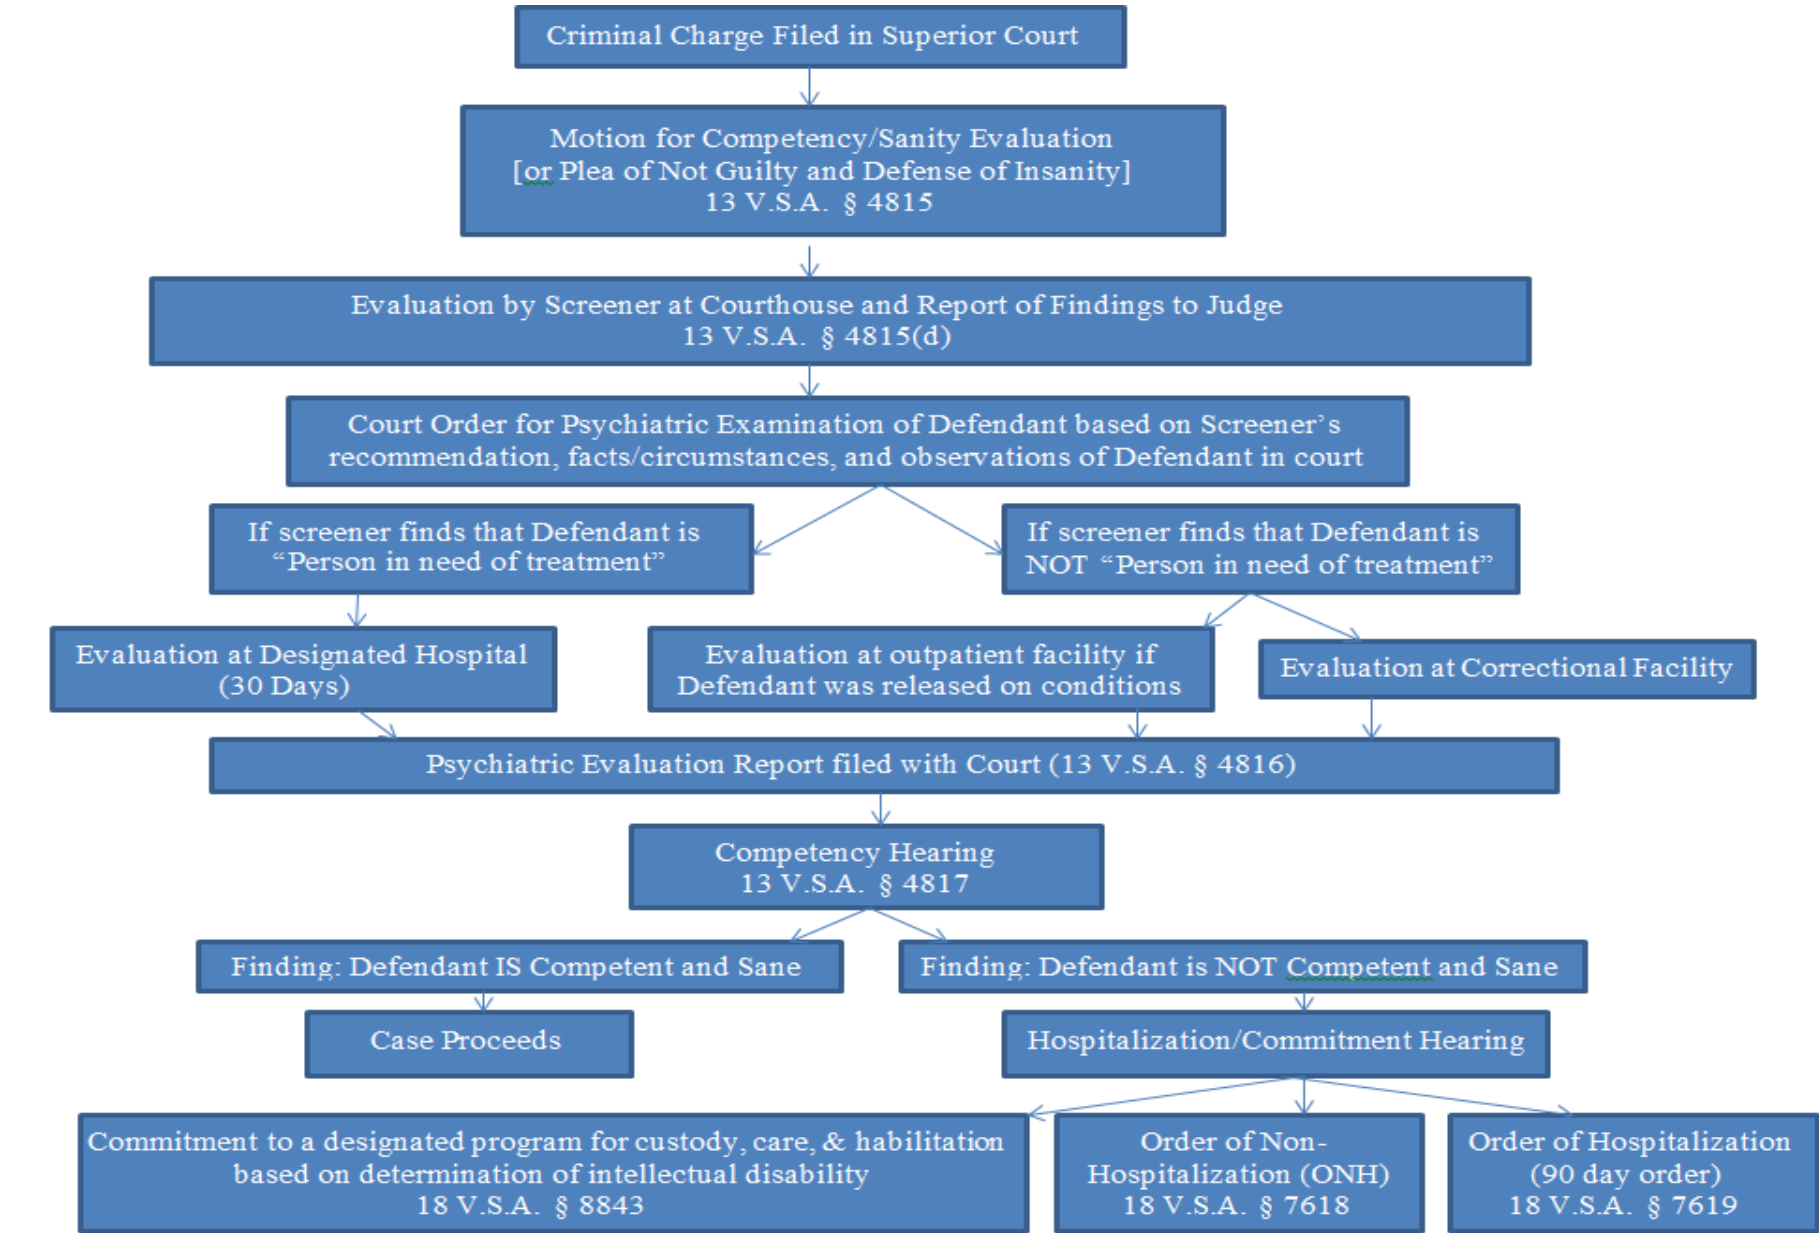 Criminal Charge Filed in Superior Court
Motion for Competency/Sanity Evaluation
[or Plea of Not Guilty and Defense of Insanity]
13 V.S.A. § 4815
Evaluation by Screener at Courthouse and Report of Findings to Judge
13 V.S.A. § 4815(d)
Court Order for Psychiatric Examination of Defendant based on Screener's
recommendation, facts/circumstances, and observations of Defendant in court
If screener finds that Defendant is
“Person in need of treatment”
If screener finds that Defendant is
NOT “Person in need of treatment”
Evaluation at Designated Hospital
(30 Days)
Evaluation at outpatient facility if
Defendant was released on conditions
Evaluation at Correctional Facility
Psychiatric Evaluation Report filed with Court (13 V.S.A. § 4816)
Competency Hearing
13 V.S.A. § 4817
Finding: Defendant IS Competent and Sane
Finding: Defendant is NOT Competent and Sane
Case Proceeds
Hospitalization/Commitment Hearing
Commitment to a designated program for custody, care, & habilitation
based on determination of intellectual disability
18 V.S.A. § 8843
Order of Non-
Hospitalization (ONH)
18 V.S.A. § 7618
Order of Hospitalization
(90 day order)
18 V.S.A. § 7619